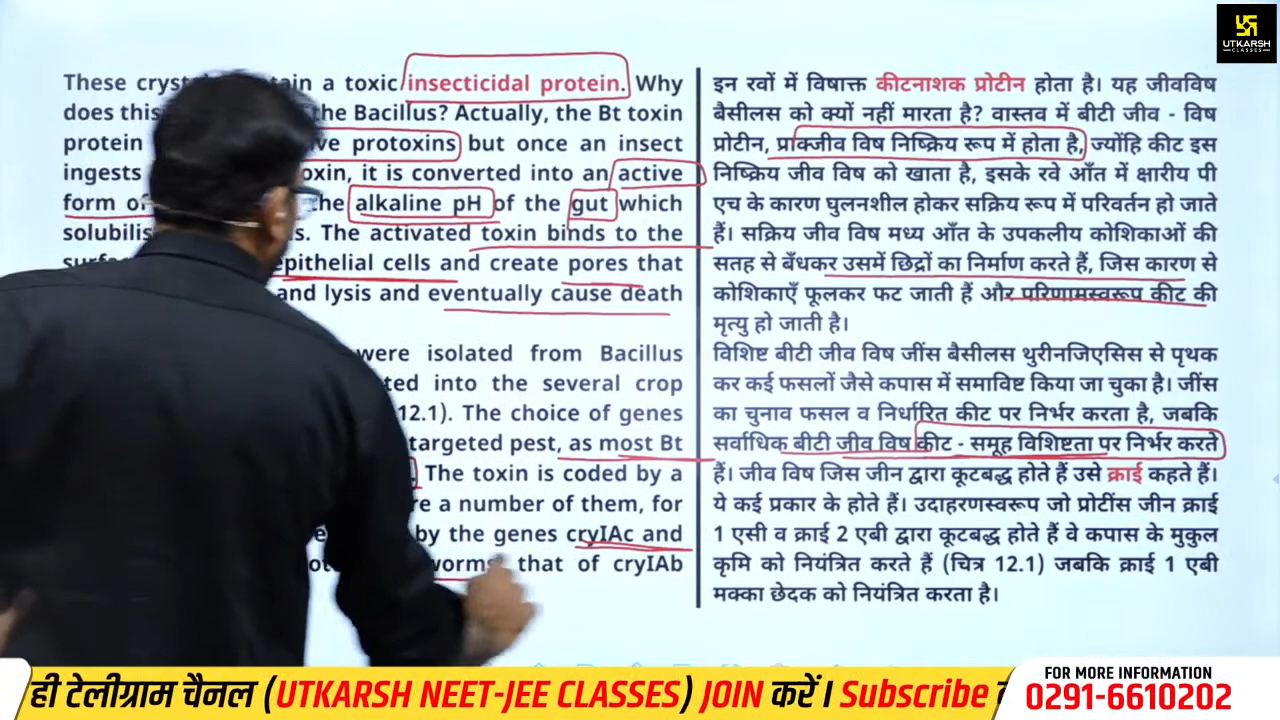 UTKARSH
CLASSES
These a toxic insecticidal protein. Why
does this the Bacillus? Actually, the Bt toxin
protein protoxins but once an insect
ingests it is converted into an active
form of alkaline pH of the gut which
The activated toxin binds to the
epithelial cells and create pores that
and lysis and eventually cause death
were isolated from Bacillus
into the several crop
12.1). The choice of genes
targeted pest, as most Bt
The toxin is coded by a
a number of them, for
by the genes cryIAc and
that of cryIAb
इन रवों में विषाक्त कीटनाशक प्रोटीन होता है। यह जीवविष
बैसीलस को क्यों नहीं मारता है? वास्तव में बीटी जीव - विष
प्रोटीन, प्राक्जीव विष निष्क्रिय रूप में होता है, ज्योंहि कीट इस
निष्क्रिय जीव विष को खाता है, इसके रवे आँत में क्षारीय पी
एच के कारण घुलनशील होकर सक्रिय रूप में परिवर्तन हो जाते
हैं। सक्रिय जीव विष मध्य आँत के उपकलीय कोशिकाओं की
सतह से बँधकर उसमें छिद्रों का निर्माण करते हैं, जिस कारण से
कोशिकाएँ फूलकर फट जाती हैं और परिणामस्वरूप कीट की
मृत्यु हो जाती है।
विशिष्ट बीटी जीव विष जींस बैसीलस थुरीनजिएसिस से पृथक
कर कई फसलों जैसे कपास में समाविष्ट किया जा चुका है। जींस
का चुनाव फसल व निर्धारित कीट पर निर्भर करता है, जबकि
सर्वाधिक बीटी जीव विष कीट - समूह विशिष्टता पर निर्भर करते
हैं। जीव विष जिस जीन द्वारा कूटबद्ध होते हैं उसे क्राई कहते हैं।
ये कई प्रकार के होते हैं। उदाहरणस्वरूप जो प्रोटींस जीन क्राई
1 एसी व क्राई 2 एबी द्वारा कूटबद्ध होते हैं वे कपास के मुकुल
कृमि को नियंत्रित करते हैं (चित्र 12.1) जबकि क्राई 1 एबी
मक्का छेदक को नियंत्रित करता है।
ही टेलीग्राम चैनल (UTKARSH NEET-JEE CLASSES) JOIN करें। Subscribe
FOR MORE INFORMATION
0291-6610202